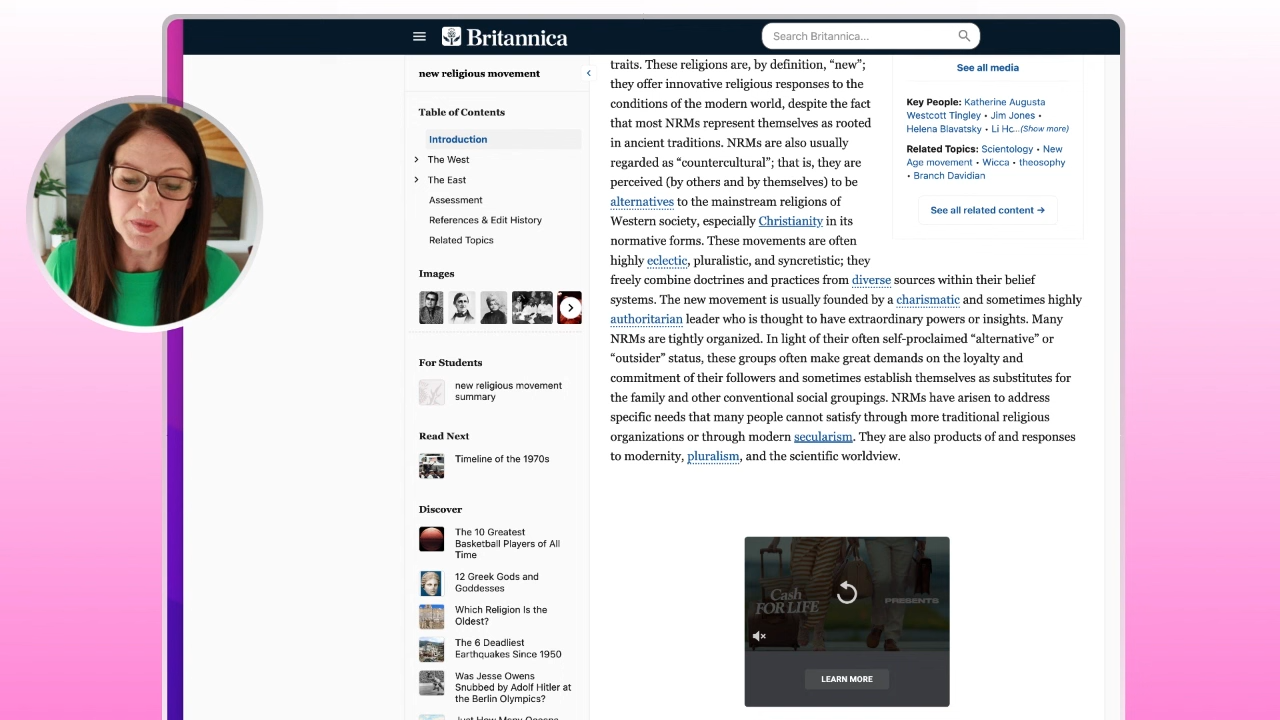 Britannica
Search Britannica...
new religious movement
Table of Contents
Introduction
The West
The East
Assessment
References & Edit History
Related Topics
Images
For Students
new religious movement
summary
Read Next
Timeline of the 1970s
Discover
The 10 Greatest
Basketball Players of All
Time
12 Greek Gods and
Goddesses
Which Religion Is the
Oldest?
The 6 Deadliest
Earthquakes Since 1950
Was Jesse Owens
Snubbed by Adolf Hitler at
the Berlin Olympics?
traits. These religions are, by definition, “new”;
they offer innovative religious responses to the
conditions of the modern world, despite the fact
that most NRMs represent themselves as rooted
in ancient traditions. NRMs are also usually
regarded as “countercultural”; that is, they are
perceived (by others and by themselves) to be
alternatives to the mainstream religions of
Western society, especially Christianity in its
normative forms. These movements are often
highly eclectic, pluralistic, and syncretistic; they
freely combine doctrines and practices from diverse sources within their belief
systems. The new movement is usually founded by a charismatic and sometimes highly
authoritarian leader who is thought to have extraordinary powers or insights. Many
NRMs are tightly organized. In light of their often self-proclaimed “alternative” or
“outsider” status, these groups often make great demands on the loyalty and
commitment of their followers and sometimes establish themselves as substitutes for
the family and other conventional social groupings. NRMs have arisen to address
specific needs that many people cannot satisfy through more traditional religious
organizations or through modern secularism. They are also products of and responses
to modernity, pluralism, and the scientific worldview.
See all media
Key People: Katherine Augusta
Westcott Tingley • Jim Jones •
Helena Blavatsky • Li Hc...(Show more)
Related Topics: Scientology • New
Age movement • Wicca • theosophy
• Branch Davidian
See all related content →
Cash
FOR LIFE
PRESENTS
LEARN MORE